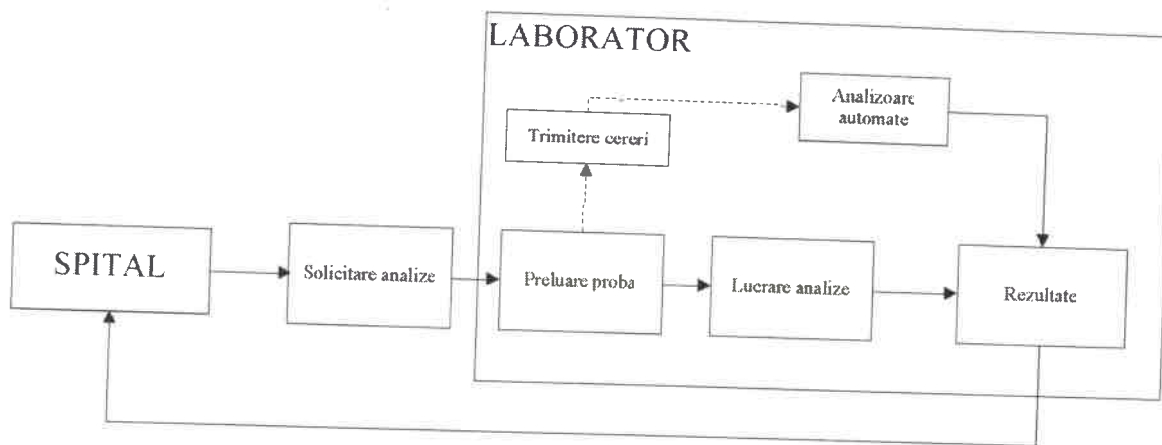 LABORATOR
Analizoare
automate
Trimitere cereri
SPITAL
Solicitare analize
Preluare proba
Lucrare analize
Rezultate